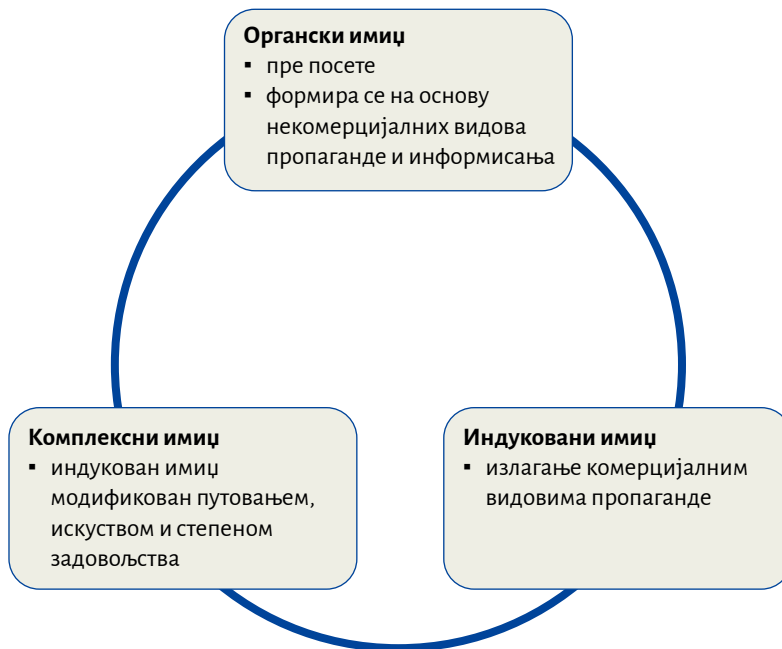 Органски имиџ
▪ пре посете
▪ формира се на основу
некомерцијалних видова
пропаганде и информисања
Комплексни имиџ
▪ индукован имиџ
модификован путовањем,
искуством и степеном
задовољства
Индуковани имиџ
▪ излагање комерцијалним
видовима пропаганде